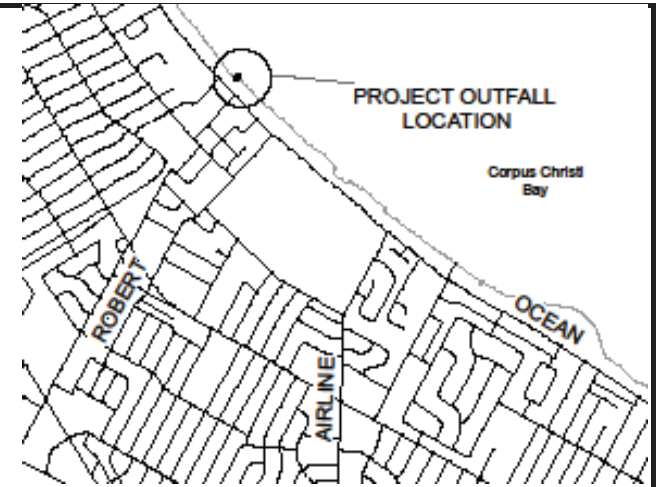 PROJECT OUTFALL
LOCATION
Corpus Christi
Bay
OCEAN
ROBERT
AIRLINE